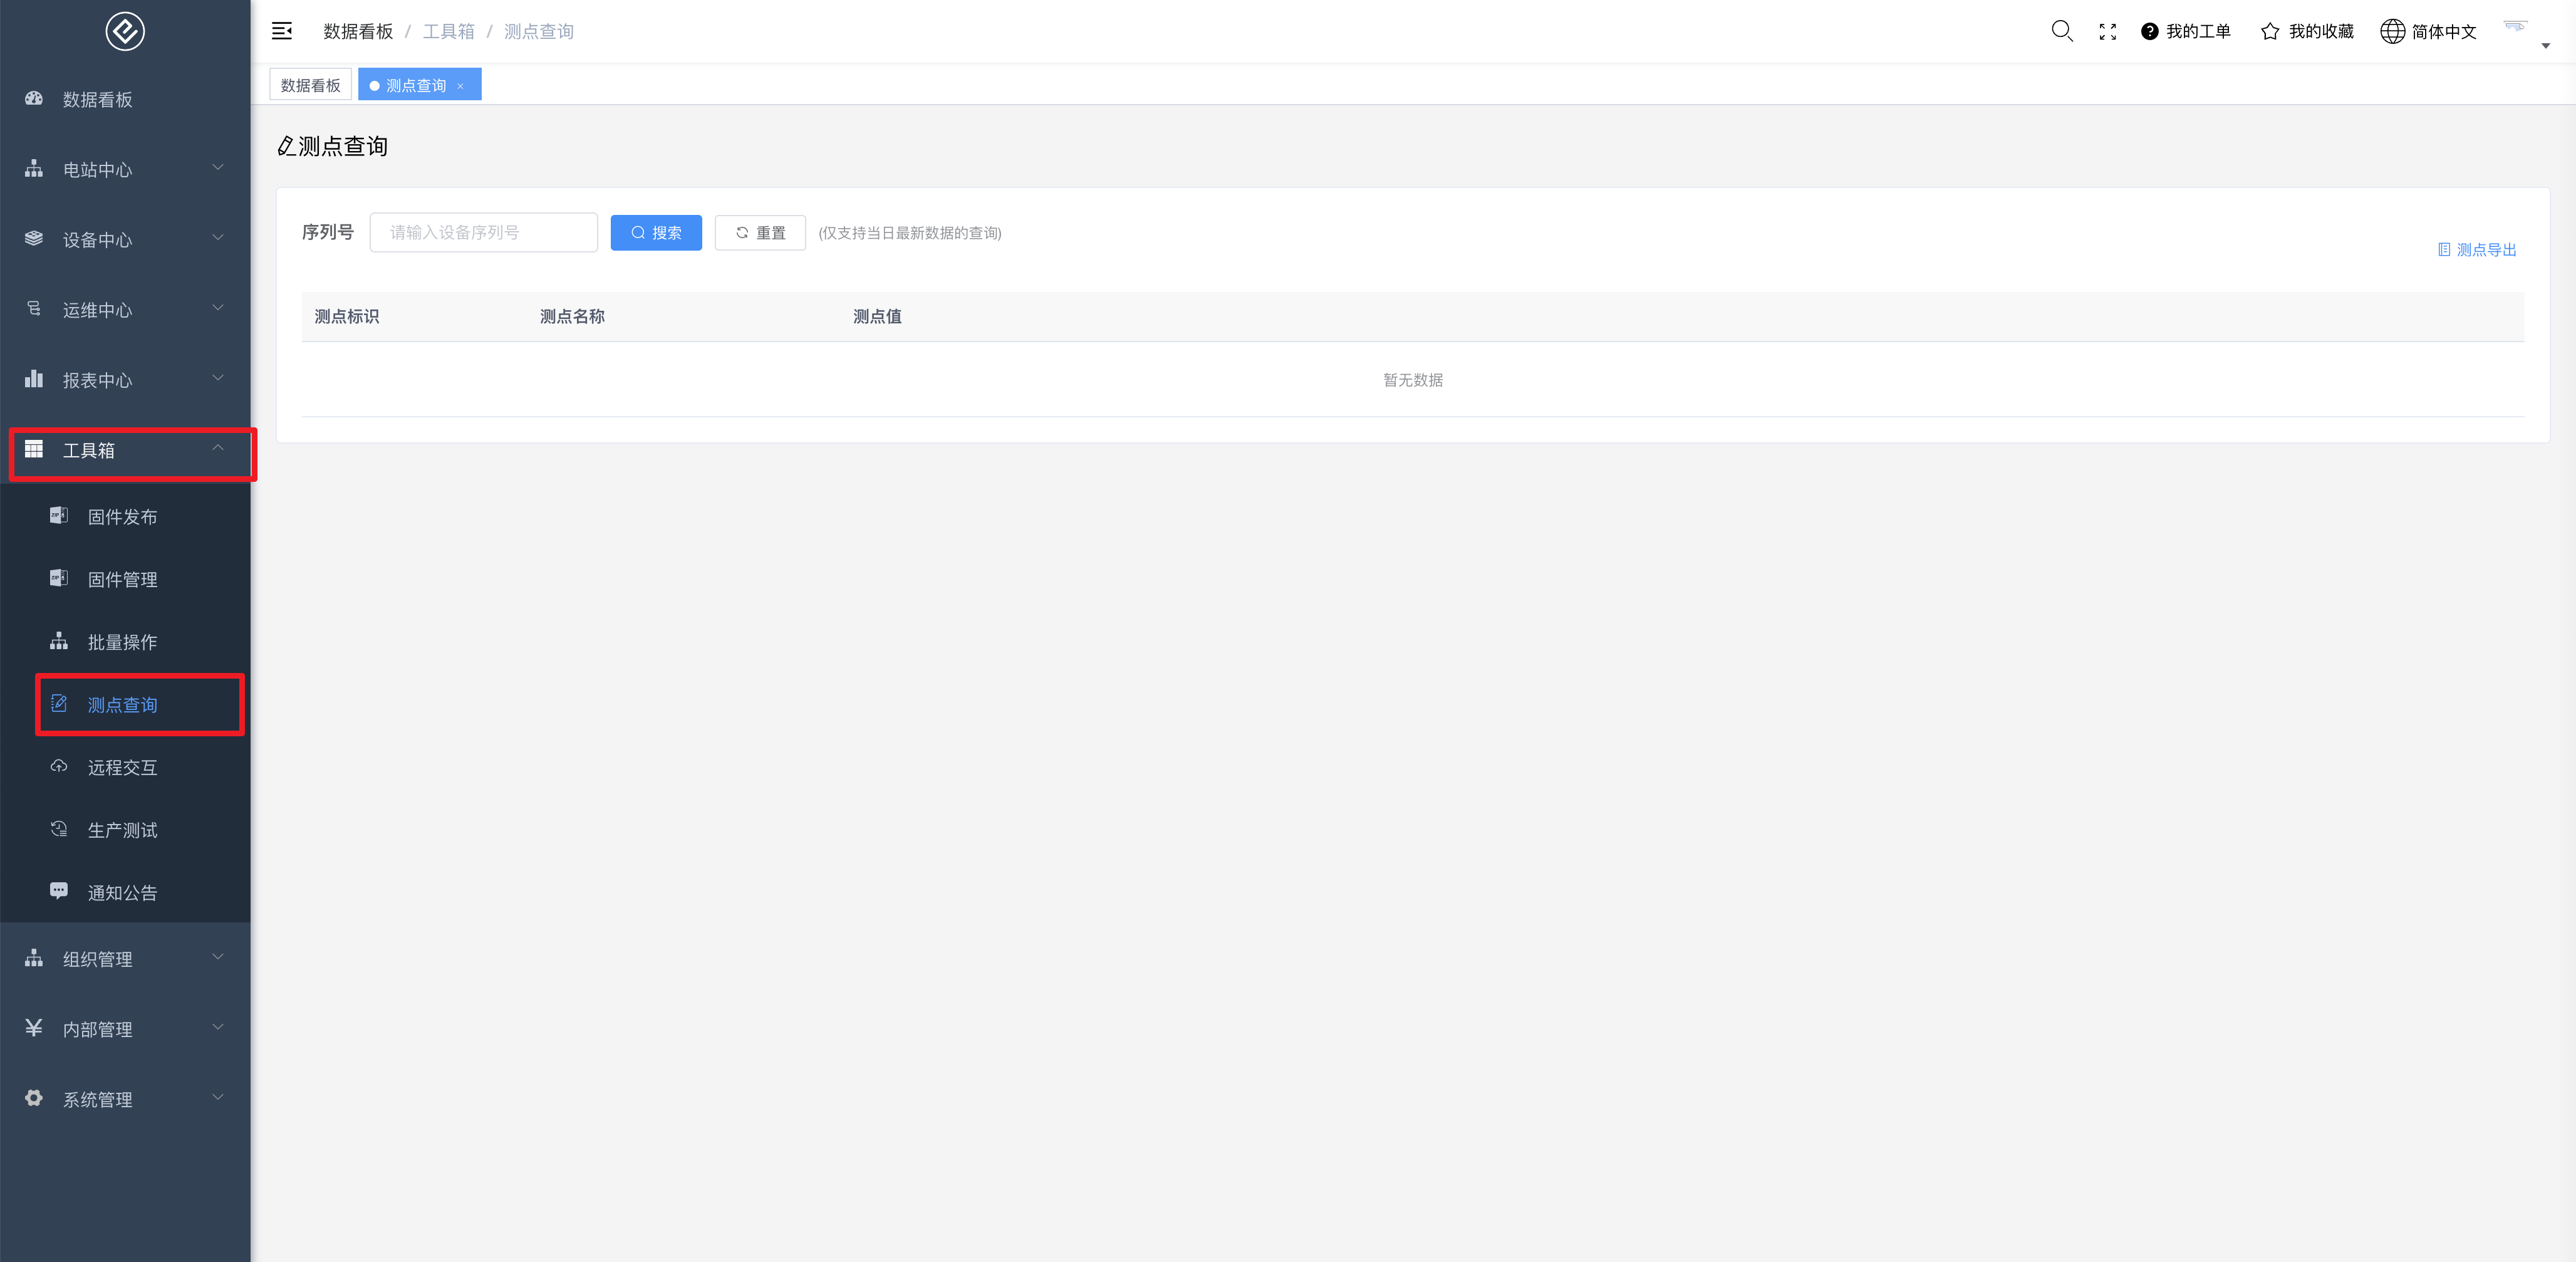 数据看板 / 工具箱 / 测点查询
我的工单
我的收藏
简体中文
数据看板
测点查询 ×
数据看板
电站中心
设备中心
运维中心
报表中心
工具箱
固件发布
固件管理
批量操作
测点查询
远程交互
生产测试
通知公告
组织管理
内部管理
系统管理
测点查询
序列号 请输入设备序列号 搜索 重置 (仅支持当日最新数据的查询)
测点导出
测点标识 测点名称 测点值
暂无数据